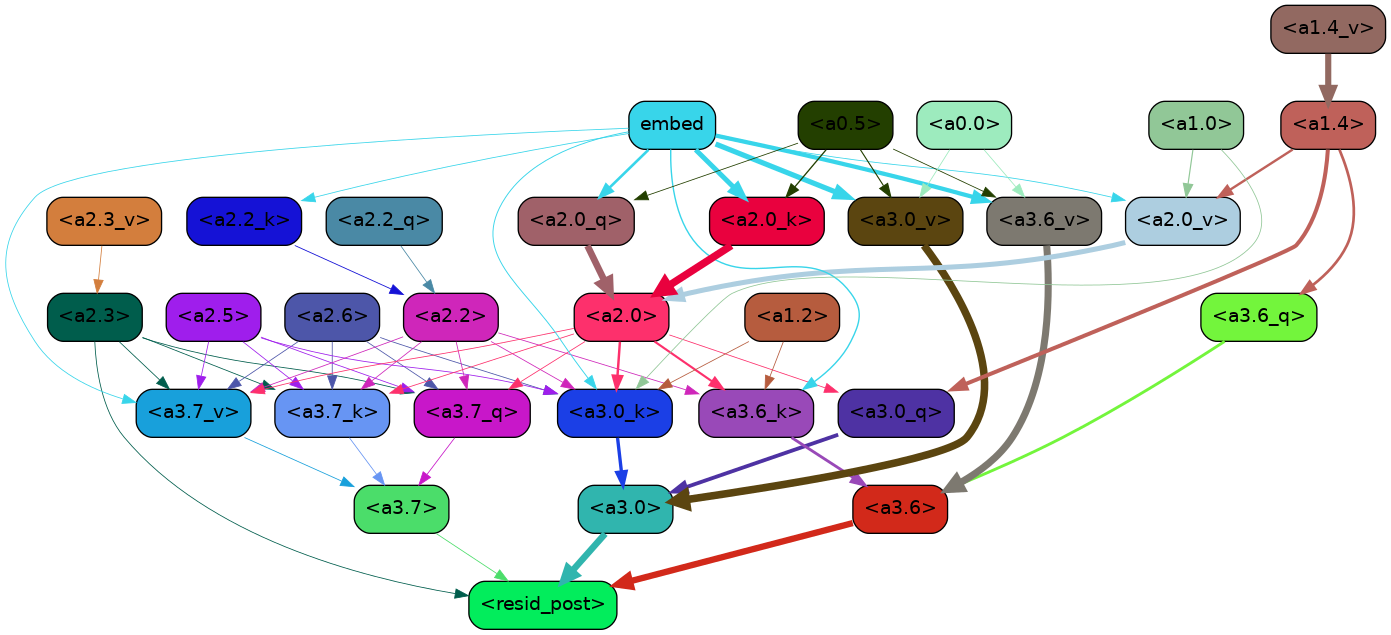 <a1.4_v>
embed <a0.5> <a0.0> <a1.0> <a1.4>
<a2.3_v> <a2.2_k> <a2.2_q> <a2.0_q> <a2.0_k> <a3.0_v> <a3.6_v> <a2.0_v>
<a2.3> <a2.5> <a2.6> <a2.2> <a2.0> <a1.2> <a3.6_q>
<a3.7_v> <a3.7_k> <a3.7_q> <a3.0_k> <a3.6_k> <a3.0_q>
<a3.7> <a3.0> <a3.6>
<resid_post>